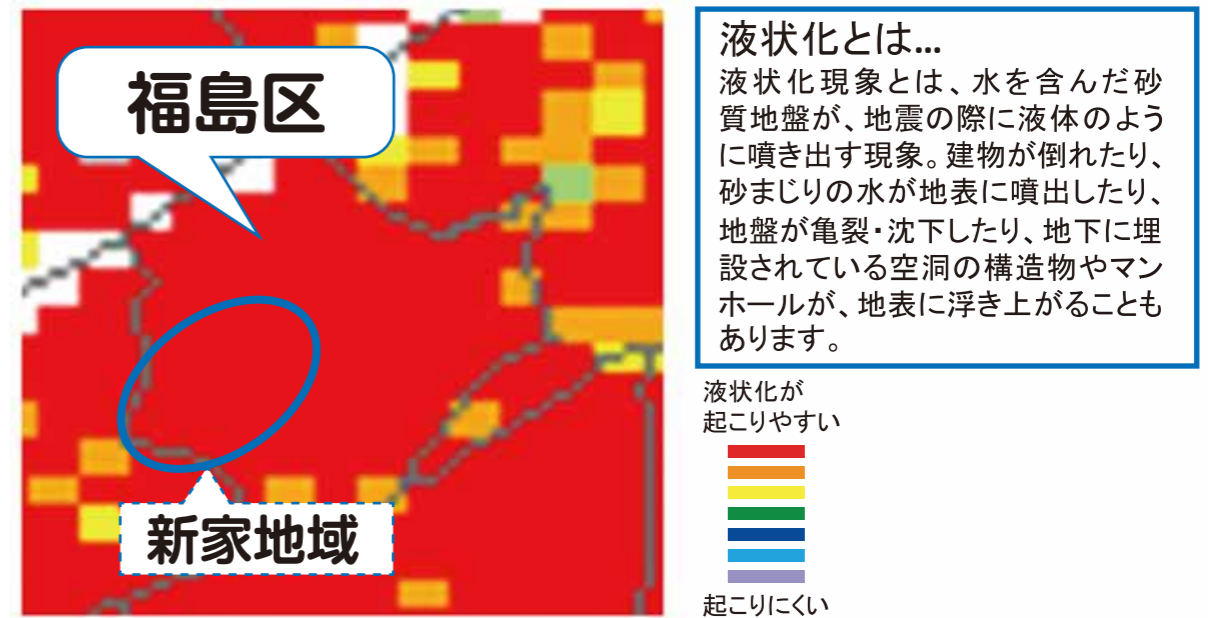 福島区
新家地域
液状化とは...
液状化現象とは、水を含んだ砂
質地盤が、地震の際に液体のよう
に噴き出す現象。建物が倒れたり、
砂まじりの水が地表に噴出したり、
地盤が亀裂・沈下したり、地下に埋
設されている空洞の構造物やマン
ホールが、地表に浮き上がることも
あります。
液状化が
起こりやすい
起こりにくい